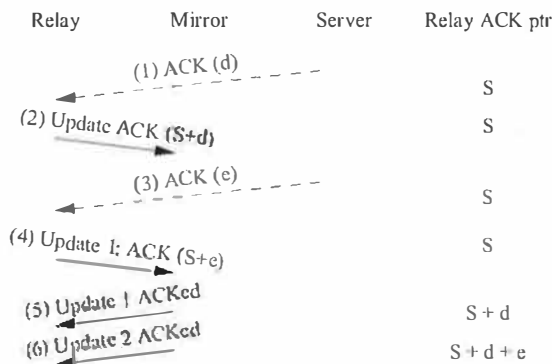 Relay Mirror Server Relay ACK ptr
(1) ACK (d)
S
(2) Update ACK (S+d)
S
(3) ACK (e)
S
(4) Update 1; ACK (S+e)
S
(5) Update 1 ACKed
S + d
(6) Update 2 ACKed
S + d + e